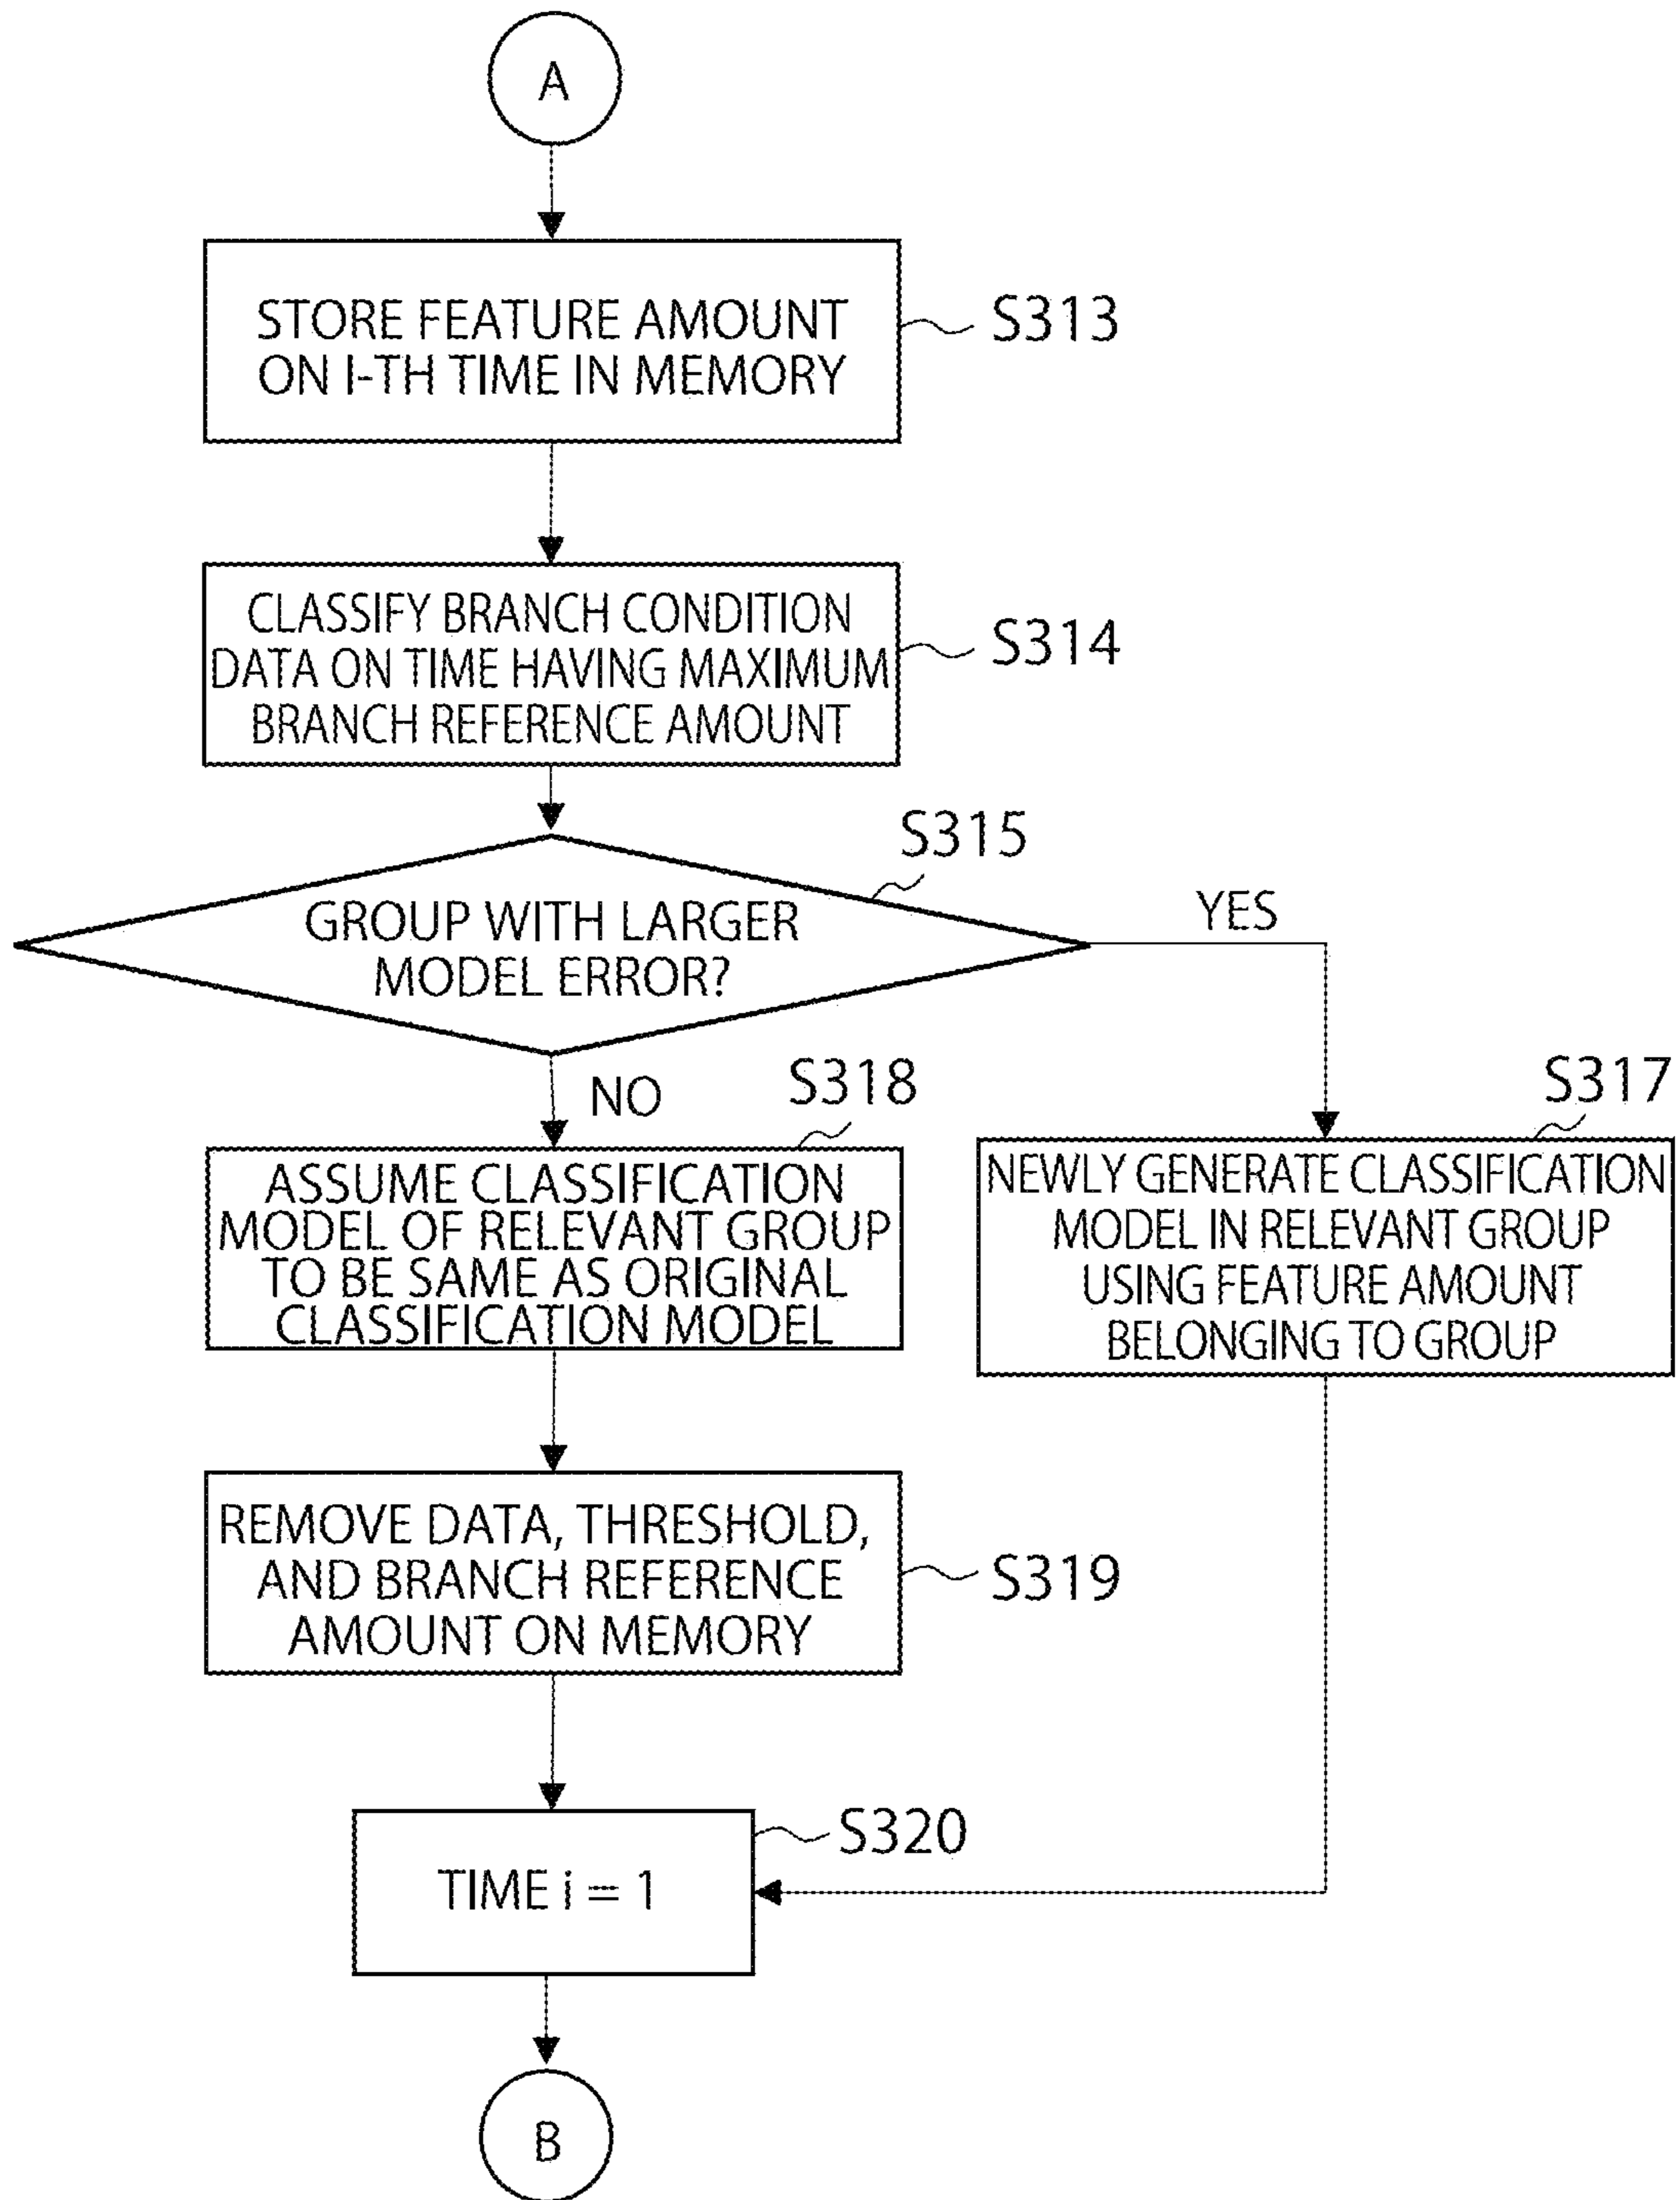 A
STORE FEATURE AMOUNT
ON I-TH TIME IN MEMORY
S313
CLASSIFY BRANCH CONDITION
DATA ON TIME HAVING MAXIMUM
BRANCH REFERENCE AMOUNT
S314
S315
GROUP WITH LARGER
MODEL ERROR?
YES
NO
S318
ASSUME CLASSIFICATION
MODEL OF RELEVANT GROUP
TO BE SAME AS ORIGINAL
CLASSIFICATION MODEL
S317
NEWLY GENERATE CLASSIFICATION
MODEL IN RELEVANT GROUP
USING FEATURE AMOUNT
BELONGING TO GROUP
REMOVE DATA, THRESHOLD,
AND BRANCH REFERENCE
AMOUNT ON MEMORY
S319
S320
TIME i = 1
B